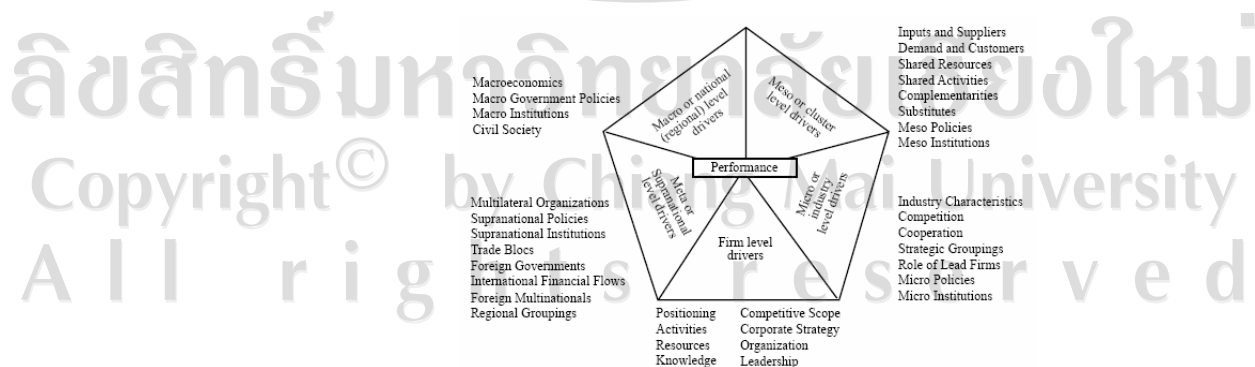 ลิขสิทธิ์มหาวิทยาลัยเชียงใหม่
Copyright© by Chiang Mai University
All rights reserved
Macroeconomics
Macro Government Policies
Macro Institutions
Civil Society
Macro or national
(regional) level
drivers
Meso or cluster
level drivers
Inputs and Suppliers
Demand and Customers
Shared Resources
Shared Activities
Complementarities
Substitutes
Meso Policies
Meso Institutions
Performance
Multilateral Organizations
Supranational Policies
Supranational Institutions
Trade Blocs
Foreign Governments
International Financial Flows
Foreign Multinationals
Regional Groupings
Meta or
Supranational
level drivers
Firm level
drivers
Micro or
industry
level drivers
Industry Characteristics
Competition
Cooperation
Strategic Groupings
Role of Lead Firms
Micro Policies
Micro Institutions
Positioning
Activities
Resources
Knowledge
Competitive Scope
Corporate Strategy
Organization
Leadership